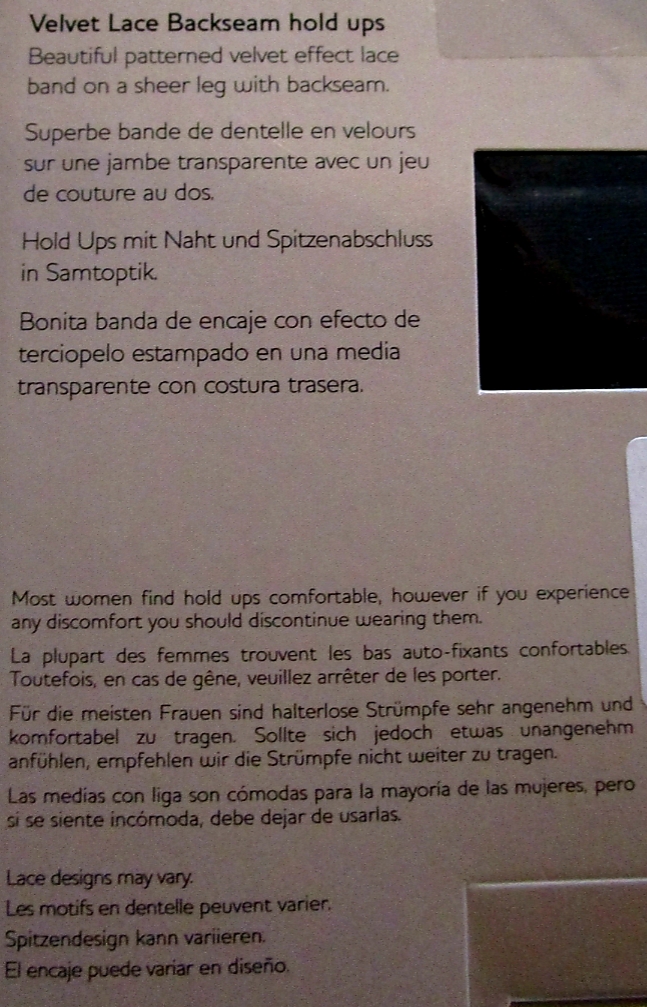 Velvet Lace Backseam hold ups
Beautiful patterned velvet effect lace
band on a sheer leg with backseam.
Superbe bande de dentelle en velours
sur une jambe transparente avec un jeu
de couture au dos.
Hold Ups mit Naht und Spitzenabschluss
in Samtoptik.
Bonita banda de encaje con efecto de
terciopelo estampado en una media
transparente con costura trasera.
Most women find hold ups comfortable, however if you experience
any discomfort you should discontinue wearing them.
La plupart des femmes trouvent les bas auto-fixants confortables.
Toutefois, en cas de gêne, veuillez arrêter de les porter.
Für die meisten Frauen sind halterlose Strümpfe sehr angenehm und
komfortabel zu tragen. Sollte sich jedoch etwas unangenehm
anfühlen, empfehlen wir die Strümpfe nicht weiter zu tragen.
Las medias con liga son cómodas para la mayoría de las mujeres, pero
si se siente incómoda, debe dejar de usarlas.
Lace designs may vary.
Les motifs en dentelle peuvent varier.
Spitzendesign kann variieren.
El encaje puede variar en diseño.